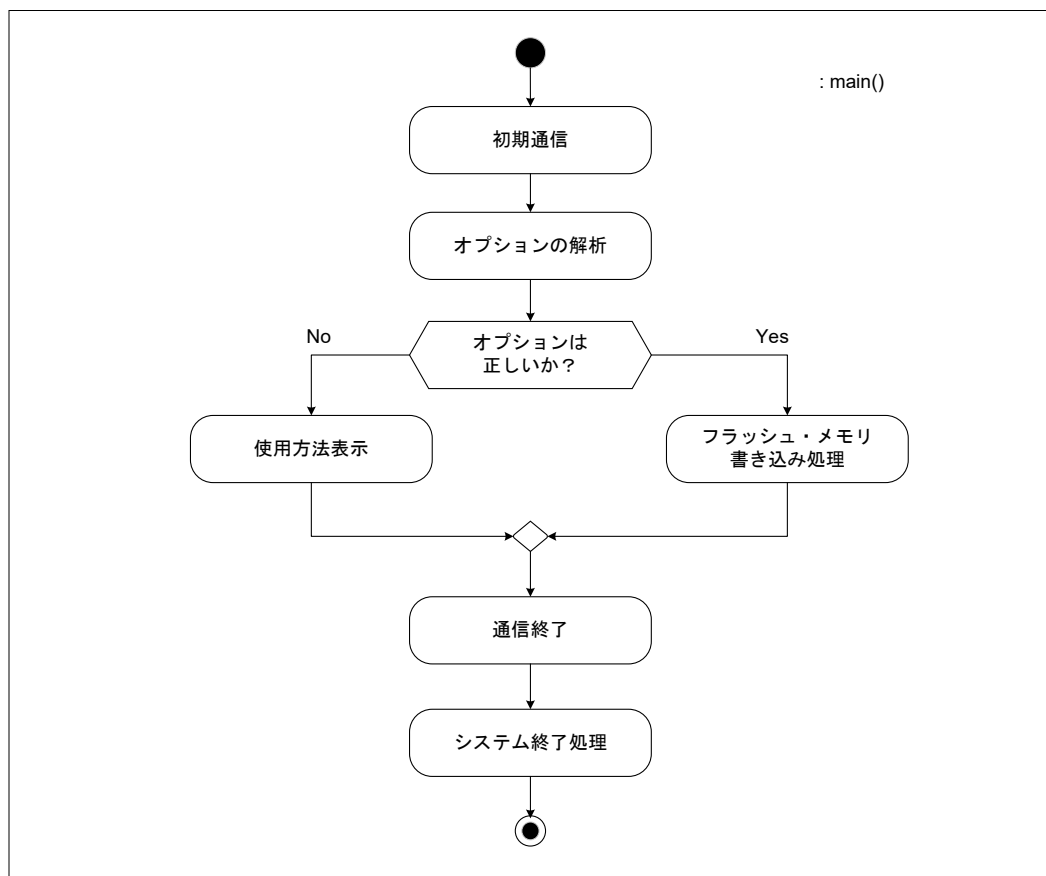 : main()
初期通信
オプションの解析
オプションは
正しいか？
No
Yes
使用方法表示
フラッシュ・メモリ
書き込み処理
通信終了
システム終了処理